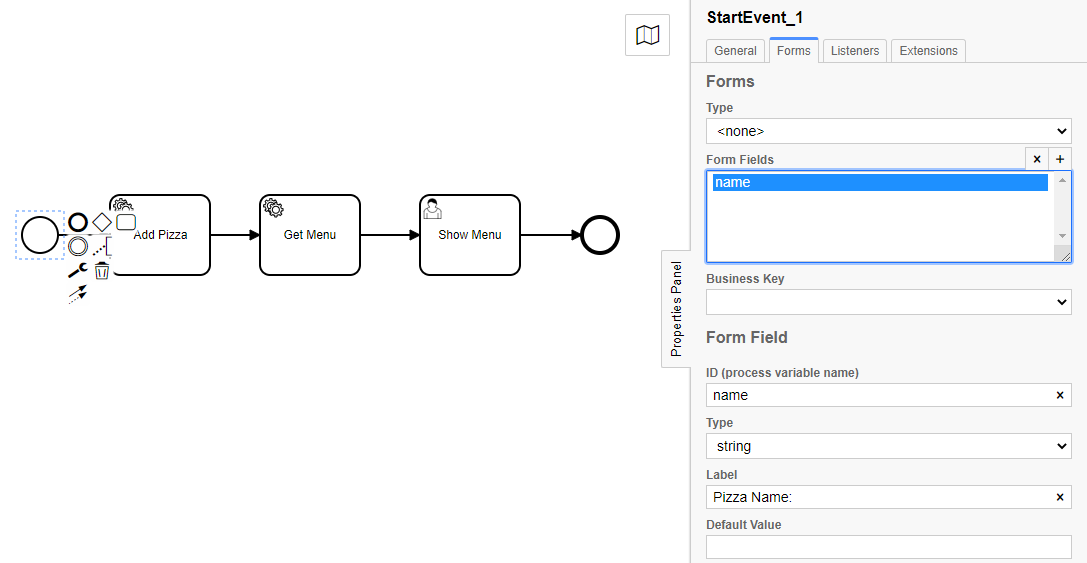 StartEvent_1
General Forms Listeners Extensions
Forms
Type
<none>
Form Fields × +
name
Add Pizza Get Menu Show Menu
Properties Panel
Business Key
Form Field
ID (process variable name)
name ×
Type
string
Label
Pizza Name: ×
Default Value